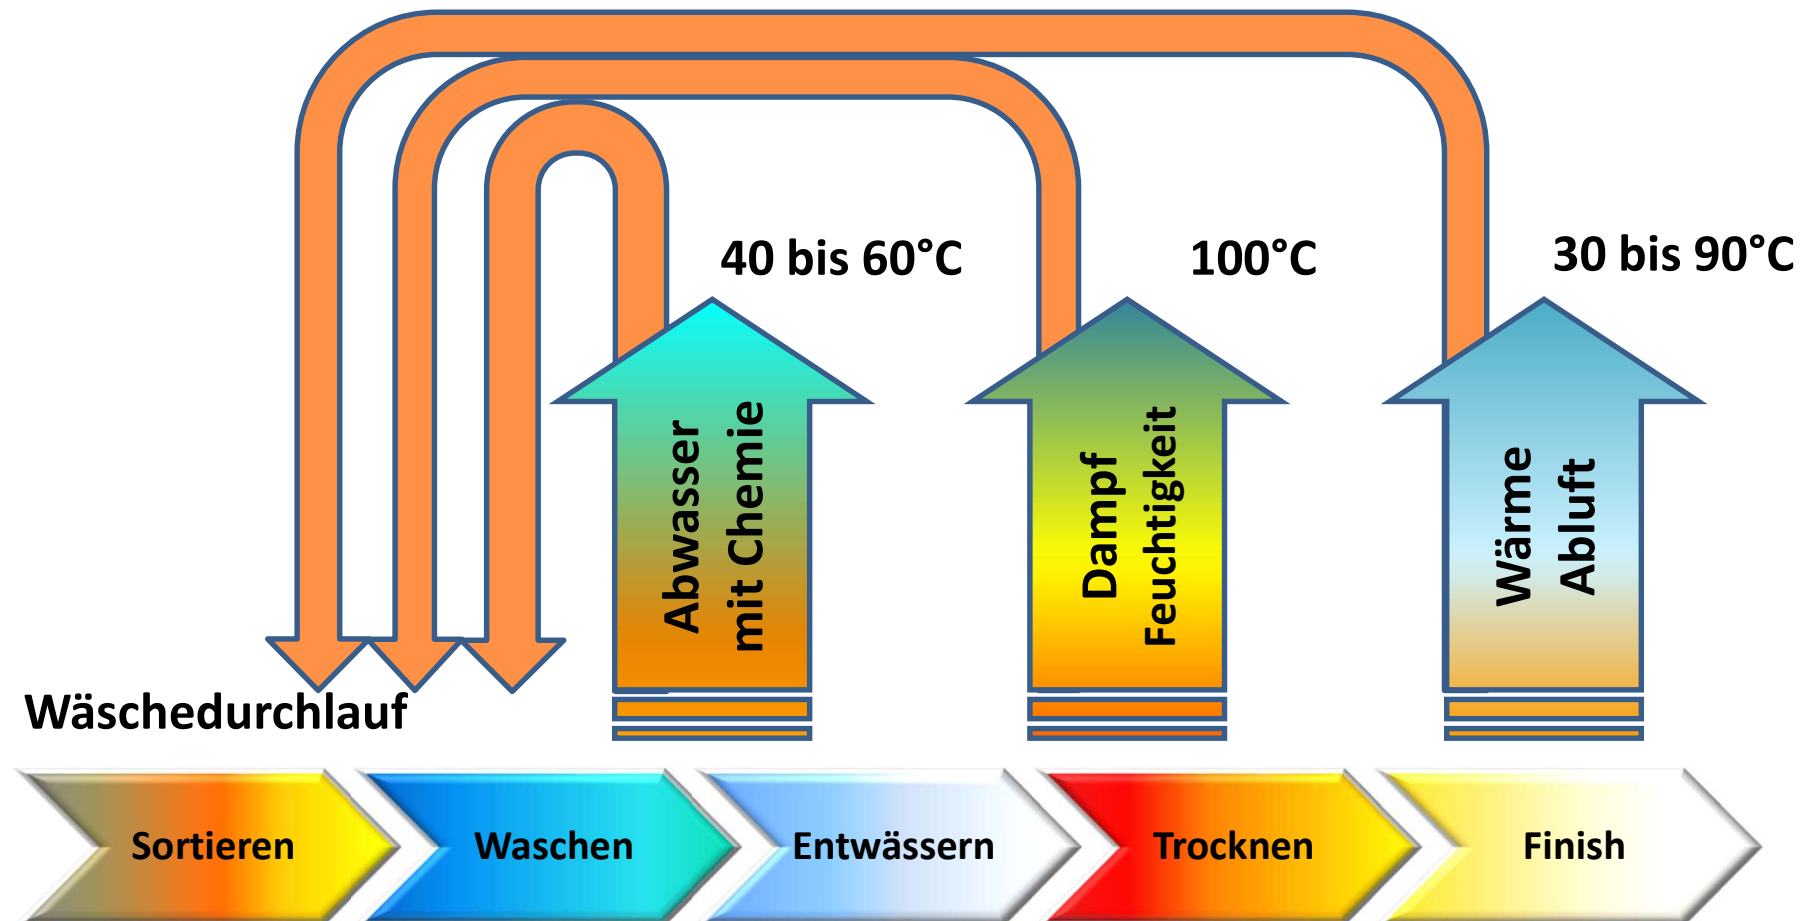 40 bis 60°C
100°C
30 bis 90°C
Abwasser
mit Chemie
Dampf
Feuchtigkeit
Wärme
Abluft
Wäschedurchlauf
Sortieren
Waschen
Entwässern
Trocknen
Finish